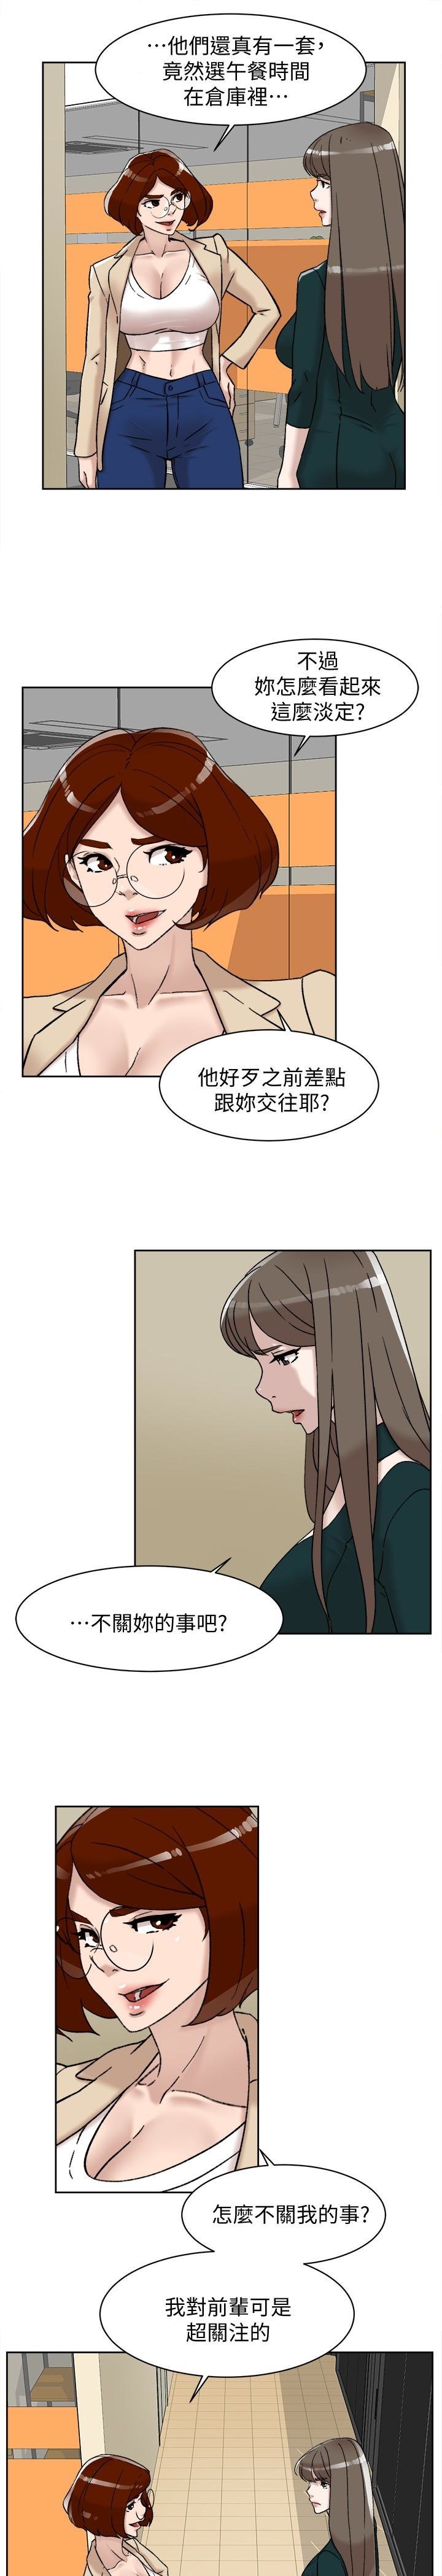 …他們還真有一套，
竟然選午餐時間
在倉庫裡…
不過
妳怎麼看起來
這麼淡定?
他好歹之前差點
跟妳交往耶?
…不關妳的事吧?
怎麼不關我的事?
我對前輩可是
超關注的